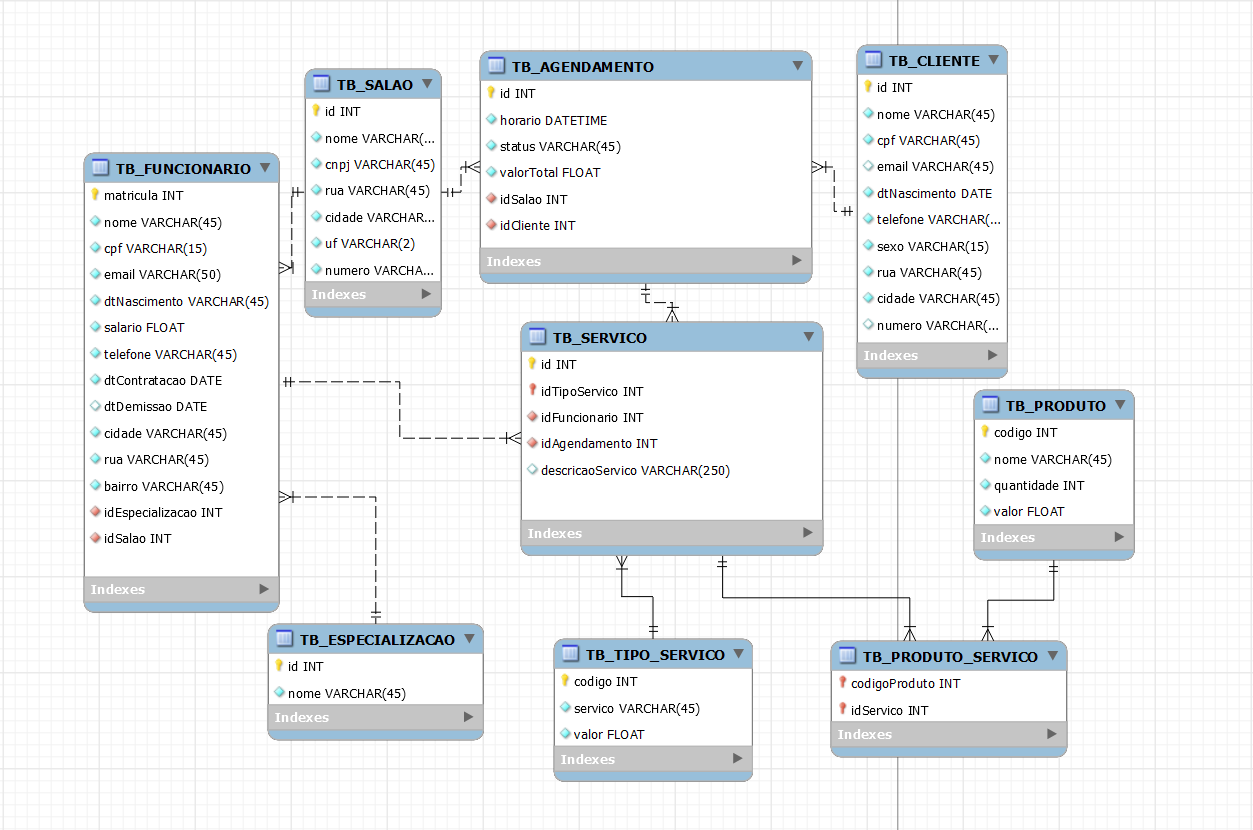 TB_FUNCIONARIO
matricula INT
nome VARCHAR(45)
cpf VARCHAR(15)
email VARCHAR(50)
dtNascimento VARCHAR(45)
salario FLOAT
telefone VARCHAR(45)
dtContratacao DATE
dtDemissao DATE
cidade VARCHAR(45)
rua VARCHAR(45)
bairro VARCHAR(45)
idEspecializacao INT
idSalao INT
Indexes
TB_SALAO
id INT
nome VARCHAR(...
cnpj VARCHAR(45)
rua VARCHAR(45)
cidade VARCHAR...
uf VARCHAR(2)
numero VARCHA...
Indexes
TB_AGENDAMENTO
id INT
horario DATETIME
status VARCHAR(45)
valorTotal FLOAT
idSalao INT
idCliente INT
Indexes
TB_CLIENTE
id INT
nome VARCHAR(45)
cpf VARCHAR(45)
email VARCHAR(45)
dtNascimento DATE
telefone VARCHAR(...
sexo VARCHAR(15)
rua VARCHAR(45)
cidade VARCHAR(45)
numero VARCHAR(...
Indexes
TB_SERVICO
id INT
idTipoServico INT
idFuncionario INT
idAgendamento INT
descricaoServico VARCHAR(250)
Indexes
TB_PRODUTO
codigo INT
nome VARCHAR(45)
quantidade INT
valor FLOAT
Indexes
TB_ESPECIALIZACAO
id INT
nome VARCHAR(45)
Indexes
TB_TIPO_SERVICO
codigo INT
servico VARCHAR(45)
valor FLOAT
Indexes
TB_PRODUTO_SERVICO
codigoProduto INT
idServico INT
Indexes